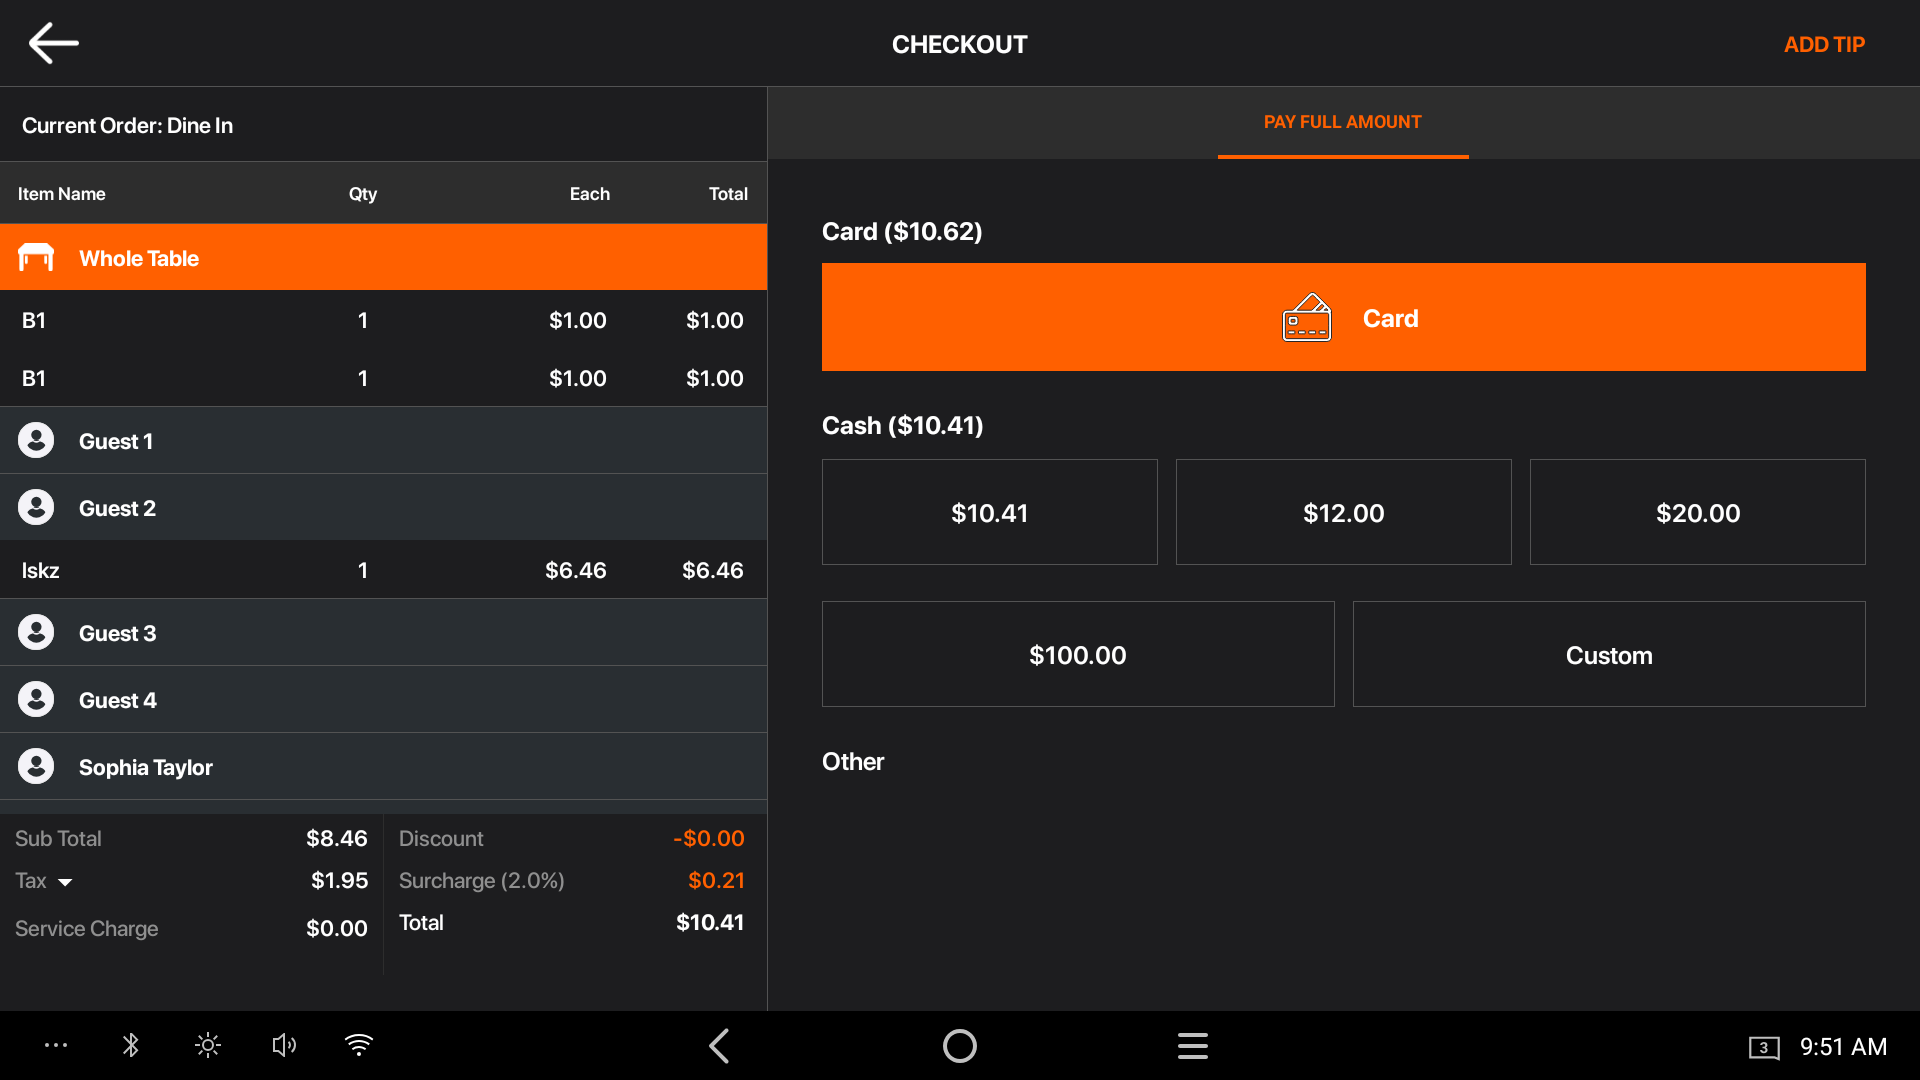 CHECKOUT
ADD TIP
Current Order: Dine In
Item Name Qty Each Total
Whole Table
B1 1 $1.00 $1.00
B1 1 $1.00 $1.00
Guest 1
Guest 2
Iskz 1 $6.46 $6.46
Guest 3
Guest 4
Sophia Taylor
Sub Total $8.46
Tax $1.95
Service Charge $0.00
Discount -$0.00
Surcharge (2.0%) $0.21
Total $10.41
PAY FULL AMOUNT
Card ($10.62)
Card
Cash ($10.41)
$10.41 $12.00 $20.00
$100.00 Custom
Other
3 9:51 AM